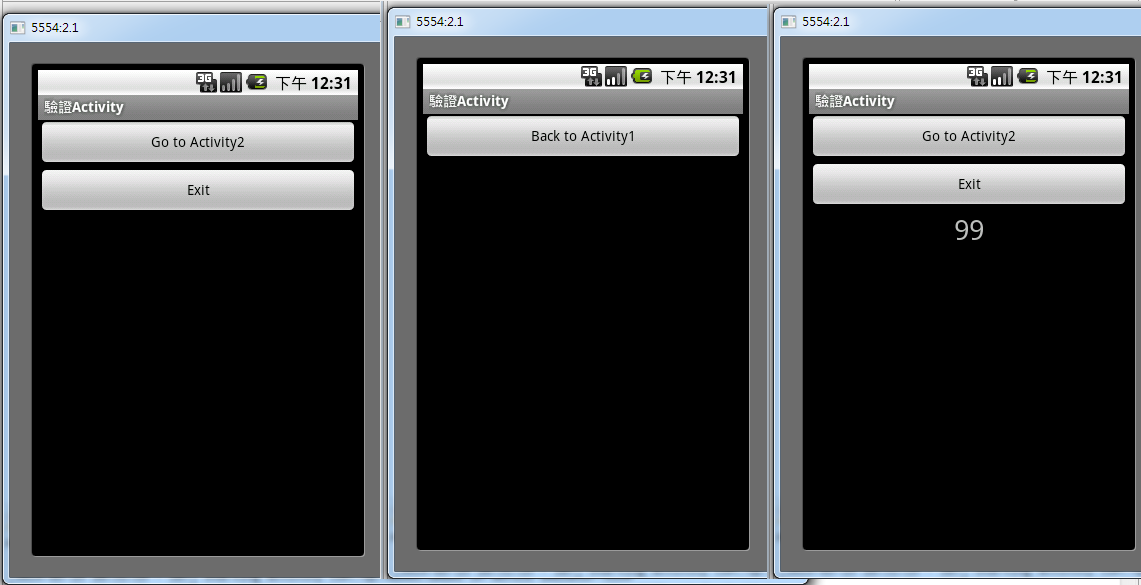 5554:2.1
3G
下午 12:31
驗證Activity
Go to Activity2
Exit
5554:2.1
3G
下午 12:31
驗證Activity
Back to Activity1
5554:2.1
3G
下午 12:31
驗證Activity
Go to Activity2
Exit
99